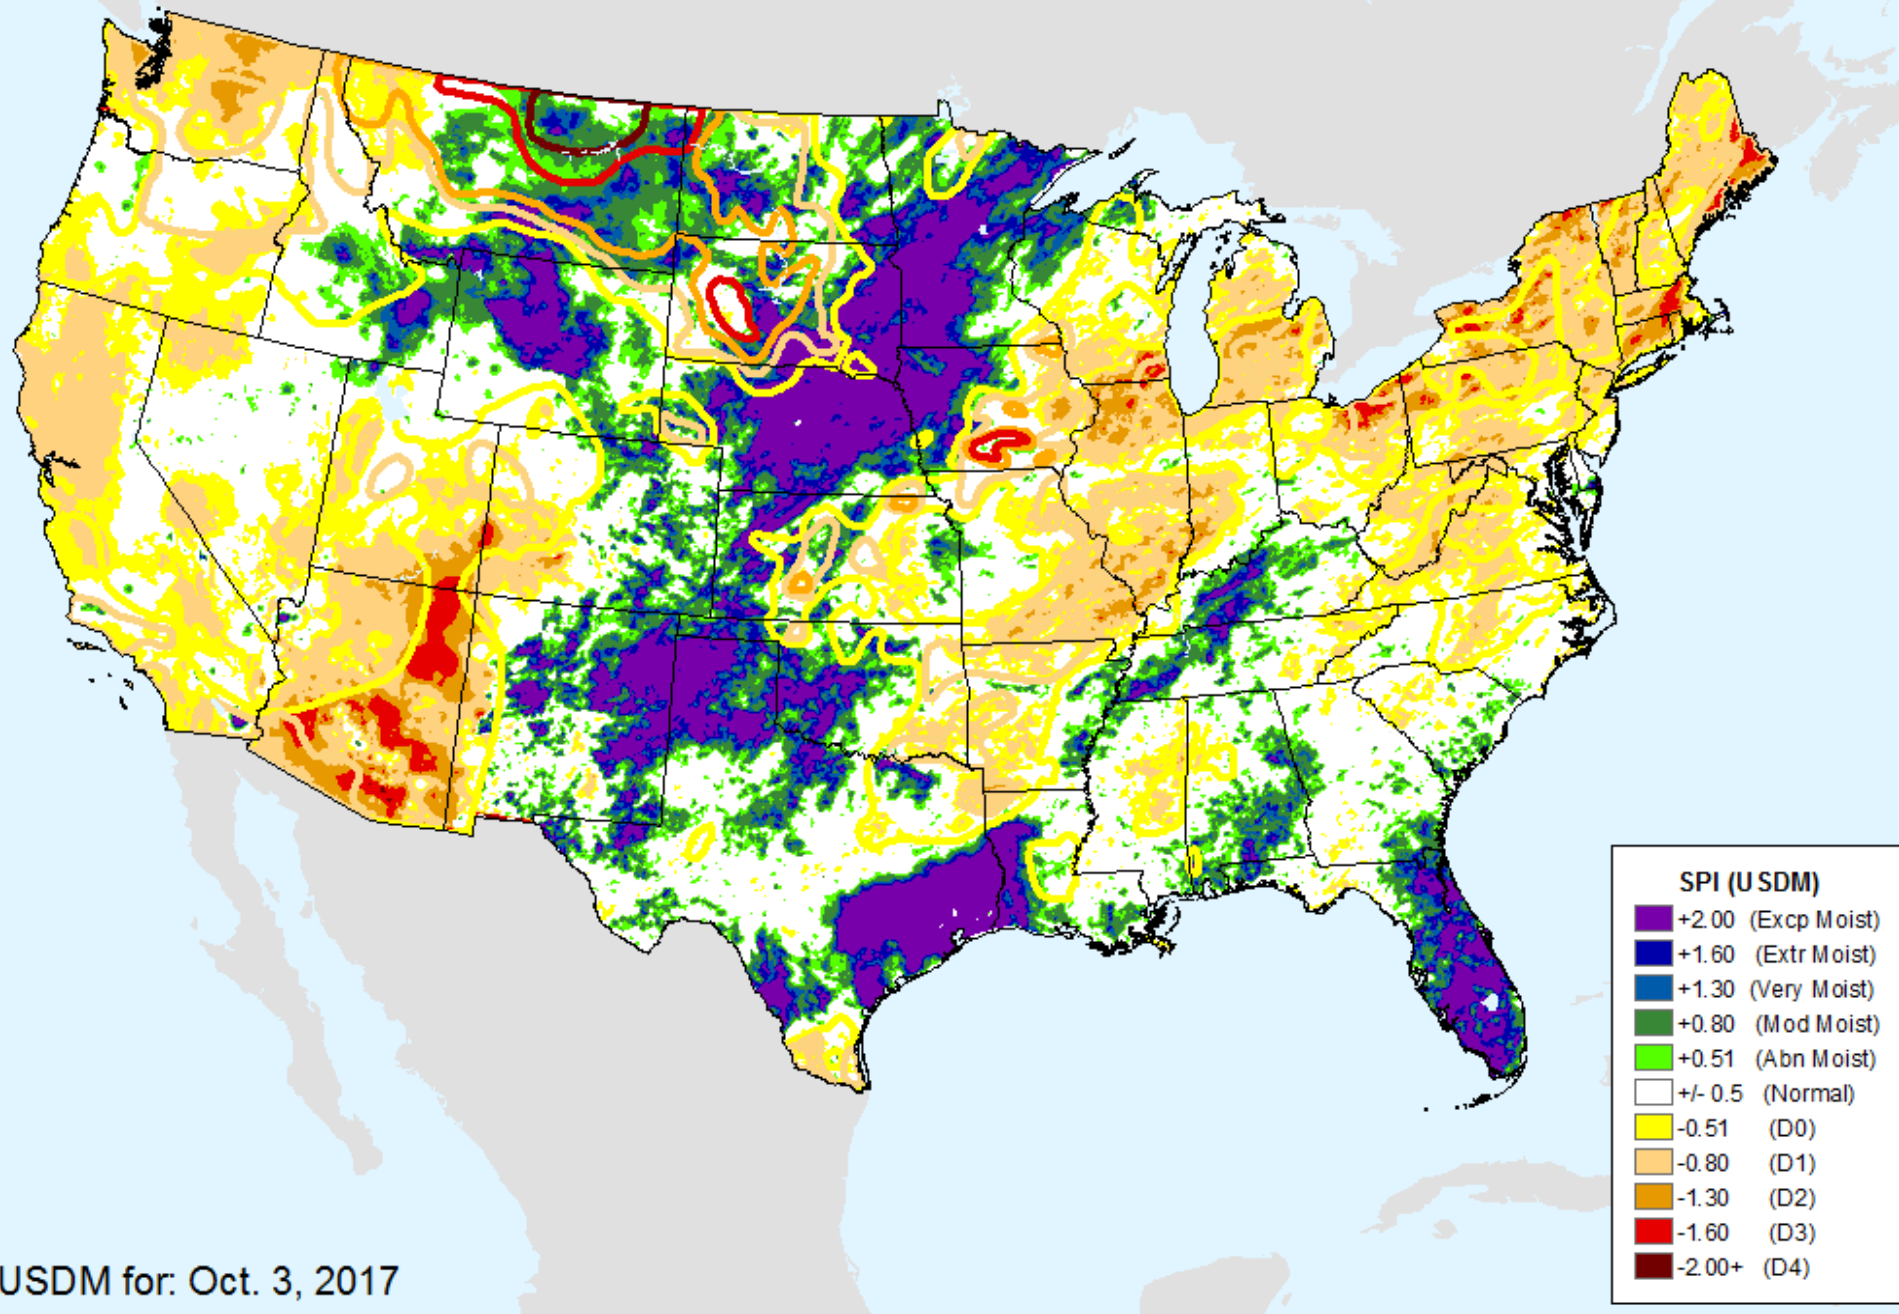 SPI (USDM)
+2.00 (Excp Moist)
+1.60 (Extr Moist)
+1.30 (Very Moist)
+0.80 (Mod Moist)
+0.51 (Abn Moist)
+/- 0.5 (Normal)
-0.51 (D0)
-0.80 (D1)
-1.30 (D2)
-1.60 (D3)
-2.00+ (D4)
USDM for: Oct. 3, 2017